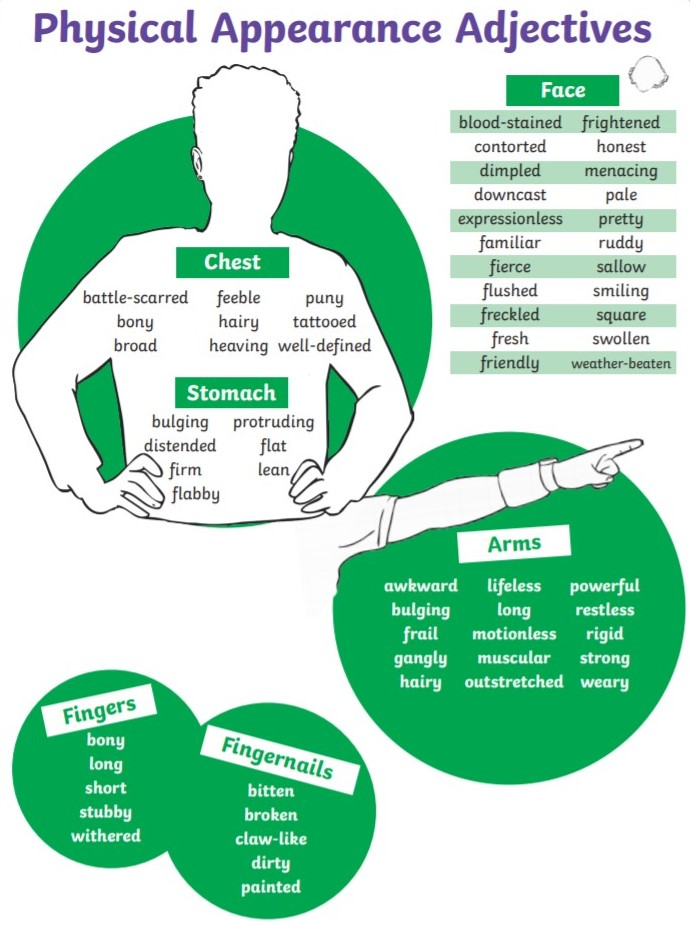 Physical Appearance Adjectives
Face
blood-stained frightened
contorted honest
dimpled menacing
downcast pale
expressionless pretty
familiar ruddy
fierce sallow
flushed smiling
freckled square
fresh swollen
friendly weather-beaten
Chest
battle-scarred feeble puny
bony hairy tattooed
broad heaving well-defined
Stomach
bulging protruding
distended flat
firm lean
flabby
Arms
awkward lifeless powerful
bulging long restless
frail motionless rigid
gangly muscular strong
hairy outstretched weary
Fingers
bony
long
short
stubby
withered
Fingernails
bitten
broken
claw-like
dirty
painted